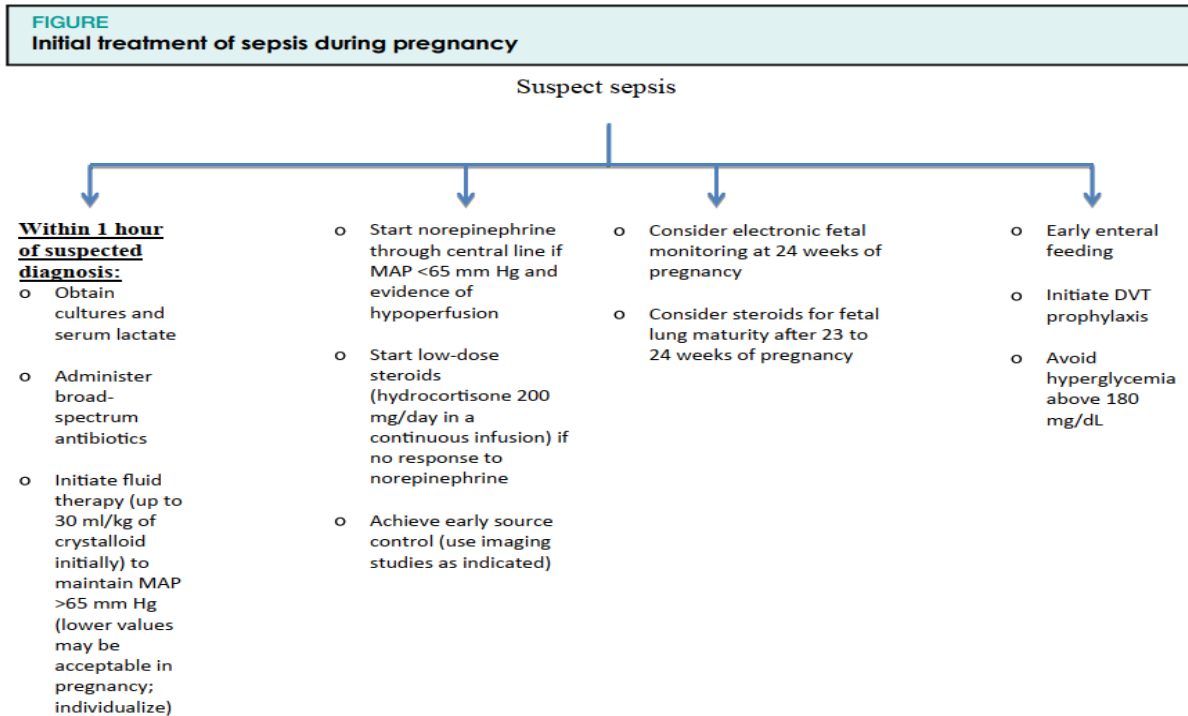 FIGURE
Initial treatment of sepsis during pregnancy
Suspect sepsis
Within 1 hour
of suspected
diagnosis:
o Obtain
cultures and
serum lactate
o Administer
broad-
spectrum
antibiotics
o Initiate fluid
therapy (up to
30 ml/kg of
crystalloid
initially) to
maintain MAP
>65 mm Hg
(lower values
may be
acceptable in
pregnancy;
individualize)
o Start norepinephrine
through central line if
MAP <65 mm Hg and
evidence of
hypoperfusion
o Start low-dose
steroids
(hydrocortisone 200
mg/day in a
continuous infusion) if
no response to
norepinephrine
o Achieve early source
control (use imaging
studies as indicated)
o Consider electronic fetal
monitoring at 24 weeks of
pregnancy
o Consider steroids for fetal
lung maturity after 23 to
24 weeks of pregnancy
o Early enteral
feeding
o Initiate DVT
prophylaxis
o Avoid
hyperglycemia
above 180
mg/dL